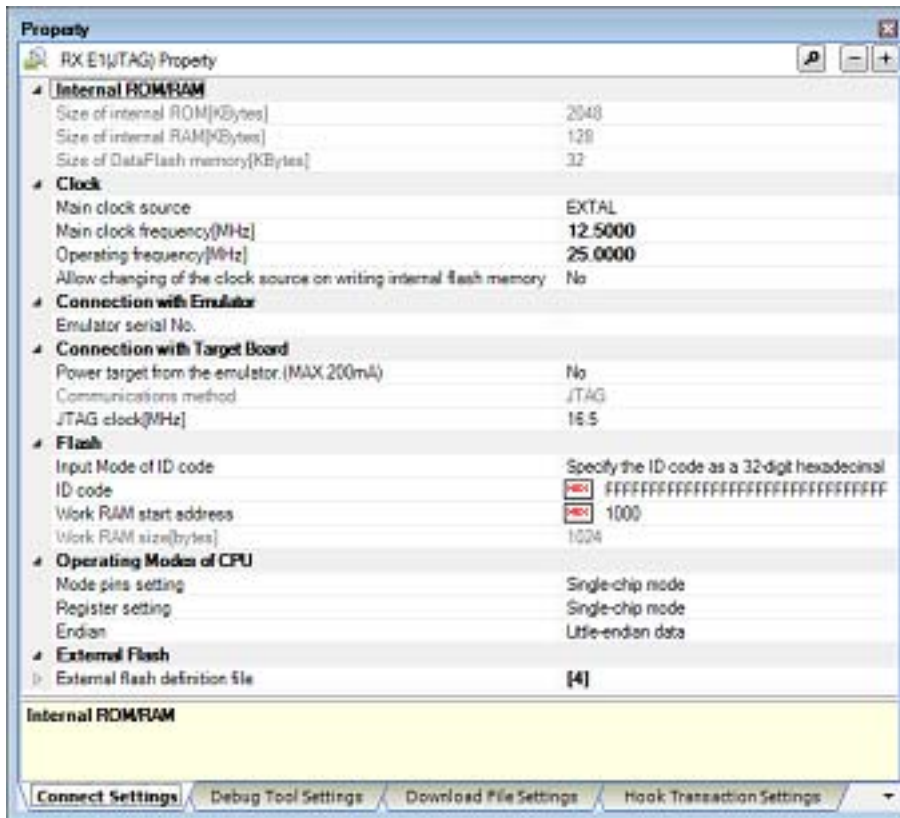 Property
RX E1(JTAG) Property
Internal ROM/RAM
Size of internal ROM[KBytes] 2048
Size of internal RAM[KBytes] 128
Size of DataFlash memory[KBytes] 32
Clock
Main clock source EXTAL
Main clock frequency[MHz] 12.5000
Operating frequency[MHz] 25.0000
Allow changing of the clock source on writing internal flash memory No
Connection with Emulator
Emulator serial No.
Connection with Target Board
Power target from the emulator.(MAX 200mA) No
Communications method JTAG
JTAG clock[MHz] 16.5
Flash
Input Mode of ID code Specify the ID code as a 32-digit hexadecimal
ID code HEX FFFFFFFFFFFFFFFFFFFFFFFFFFFFFFFF
Work RAM start address HEX 1000
Work RAM size[bytes] 1024
Operating Modes of CPU
Mode pins setting Single-chip mode
Register setting Single-chip mode
Endian Little-endian data
External Flash
External flash definition file [4]
Internal ROM/RAM
Connect Settings Debug Tool Settings Download File Settings Hook Transaction Settings